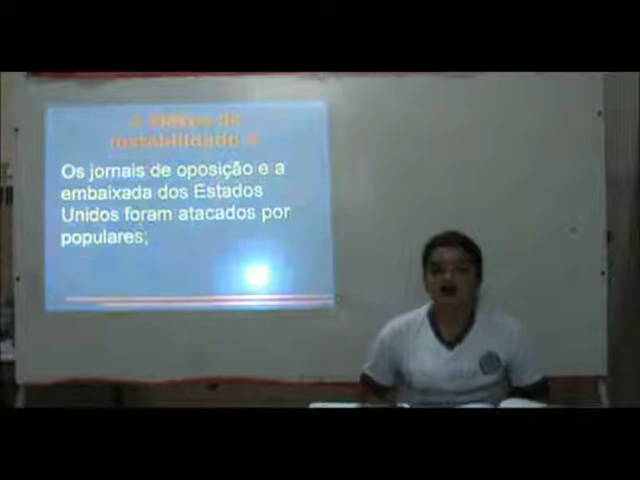 Os jornais de oposição e a
embaixada dos Estados
Unidos foram atacados por
populares;